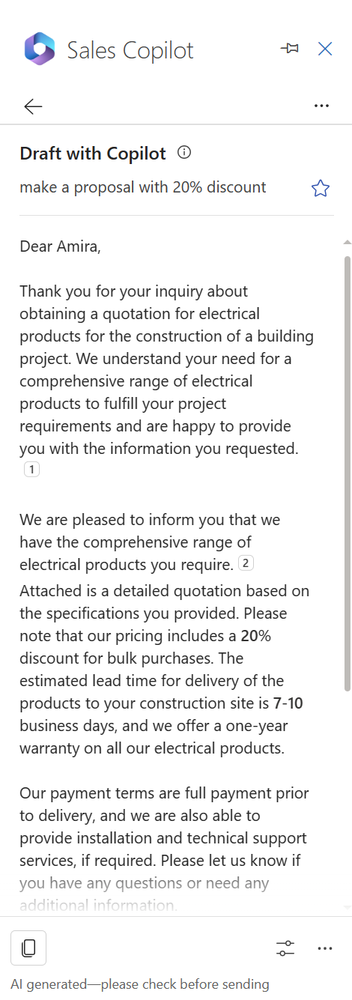 Sales Copilot
Draft with Copilot
make a proposal with 20% discount
Dear Amira,
Thank you for your inquiry about
obtaining a quotation for electrical
products for the construction of a building
project. We understand your need for a
comprehensive range of electrical
products to fulfill your project
requirements and are happy to provide
you with the information you requested.
1
We are pleased to inform you that we
have the comprehensive range of
electrical products you require. 2
Attached is a detailed quotation based on
the specifications you provided. Please
note that our pricing includes a 20%
discount for bulk purchases. The
estimated lead time for delivery of the
products to your construction site is 7-10
business days, and we offer a one-year
warranty on all our electrical products.
Our payment terms are full payment prior
to delivery, and we are also able to
provide installation and technical support
services, if required. Please let us know if
you have any questions or need any
additional information.
AI generated—please check before sending